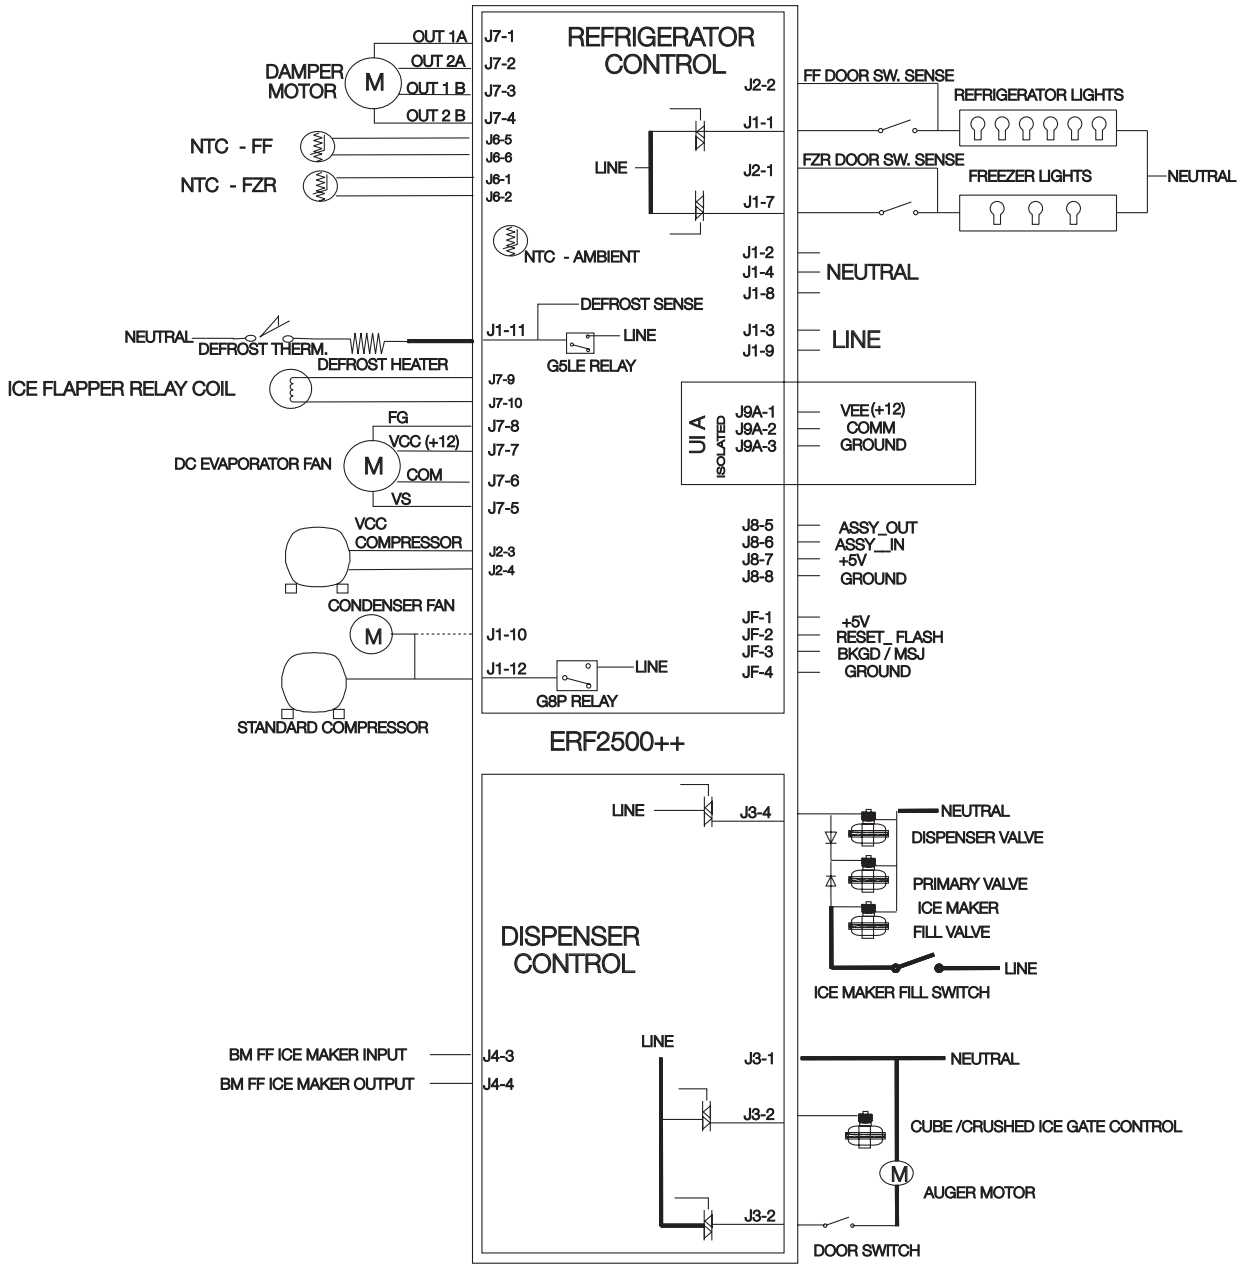 REFRIGERATOR
CONTROL
OUT 1A
J7-1
OUT 2A
J7-2
DAMPER
MOTOR
M
OUT 1 B
J7-3
OUT 2 B
J7-4
NTC - FF
J6-5
J6-6
NTC - FZR
J6-1
J6-2
NTC - AMBIENT
J2-2
FF DOOR SW. SENSE
REFRIGERATOR LIGHTS
J1-1
LINE
FZR DOOR SW. SENSE
J2-1
FREEZER LIGHTS
NEUTRAL
J1-7
J1-2
J1-4
NEUTRAL
J1-8
J1-3
LINE
J1-9
DEFROST SENSE
NEUTRAL
DEFROST THERM.
DEFROST HEATER
J1-11
LINE
G5LE RELAY
ICE FLAPPER RELAY COIL
J7-9
J7-10
UI A
ISOLATED
J9A-1
VEE(+12)
J9A-2
COMM
J9A-3
GROUND
FG
J7-8
VCC (+12)
J7-7
DC EVAPORATOR FAN
M
COM
J7-6
VS
J7-5
VCC
COMPRESSOR
J2-3
J2-4
J8-5
ASSY_OUT
J8-6
ASSY__IN
J8-7
+5V
J8-8
GROUND
CONDENSER FAN
M
J1-10
JF-1
+5V
JF-2
RESET_ FLASH
JF-3
BKGD / MSJ
JF-4
GROUND
J1-12
LINE
G8P RELAY
STANDARD COMPRESSOR
ERF2500++
LINE
J3-4
NEUTRAL
DISPENSER VALVE
PRIMARY VALVE
ICE MAKER
FILL VALVE
DISPENSER
CONTROL
LINE
ICE MAKER FILL SWITCH
LINE
BM FF ICE MAKER INPUT
J4-3
BM FF ICE MAKER OUTPUT
J4-4
J3-1
NEUTRAL
J3-2
CUBE /CRUSHED ICE GATE CONTROL
M
AUGER MOTOR
J3-2
DOOR SWITCH